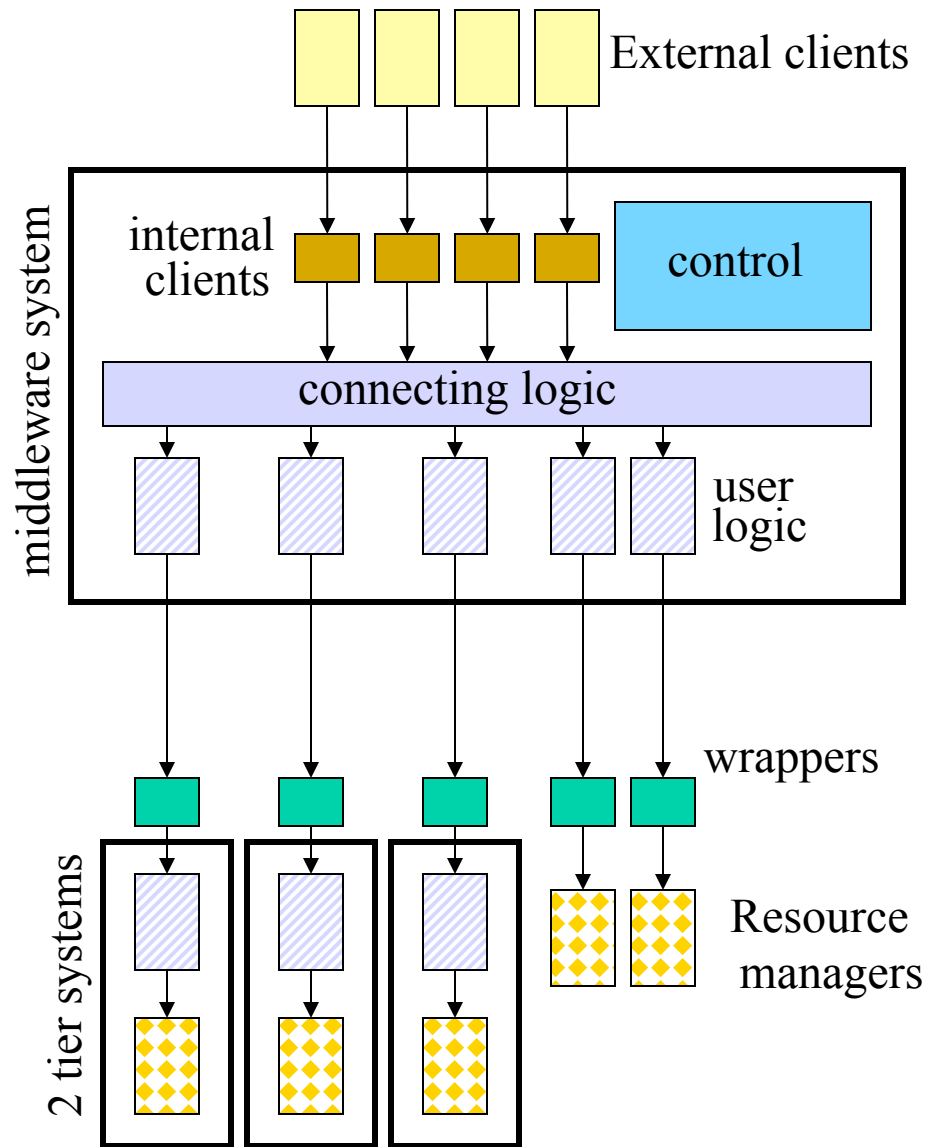 External clients
internal
clients
control
middleware system
connecting logic
user
logic
wrappers
2 tier systems
Resource
managers